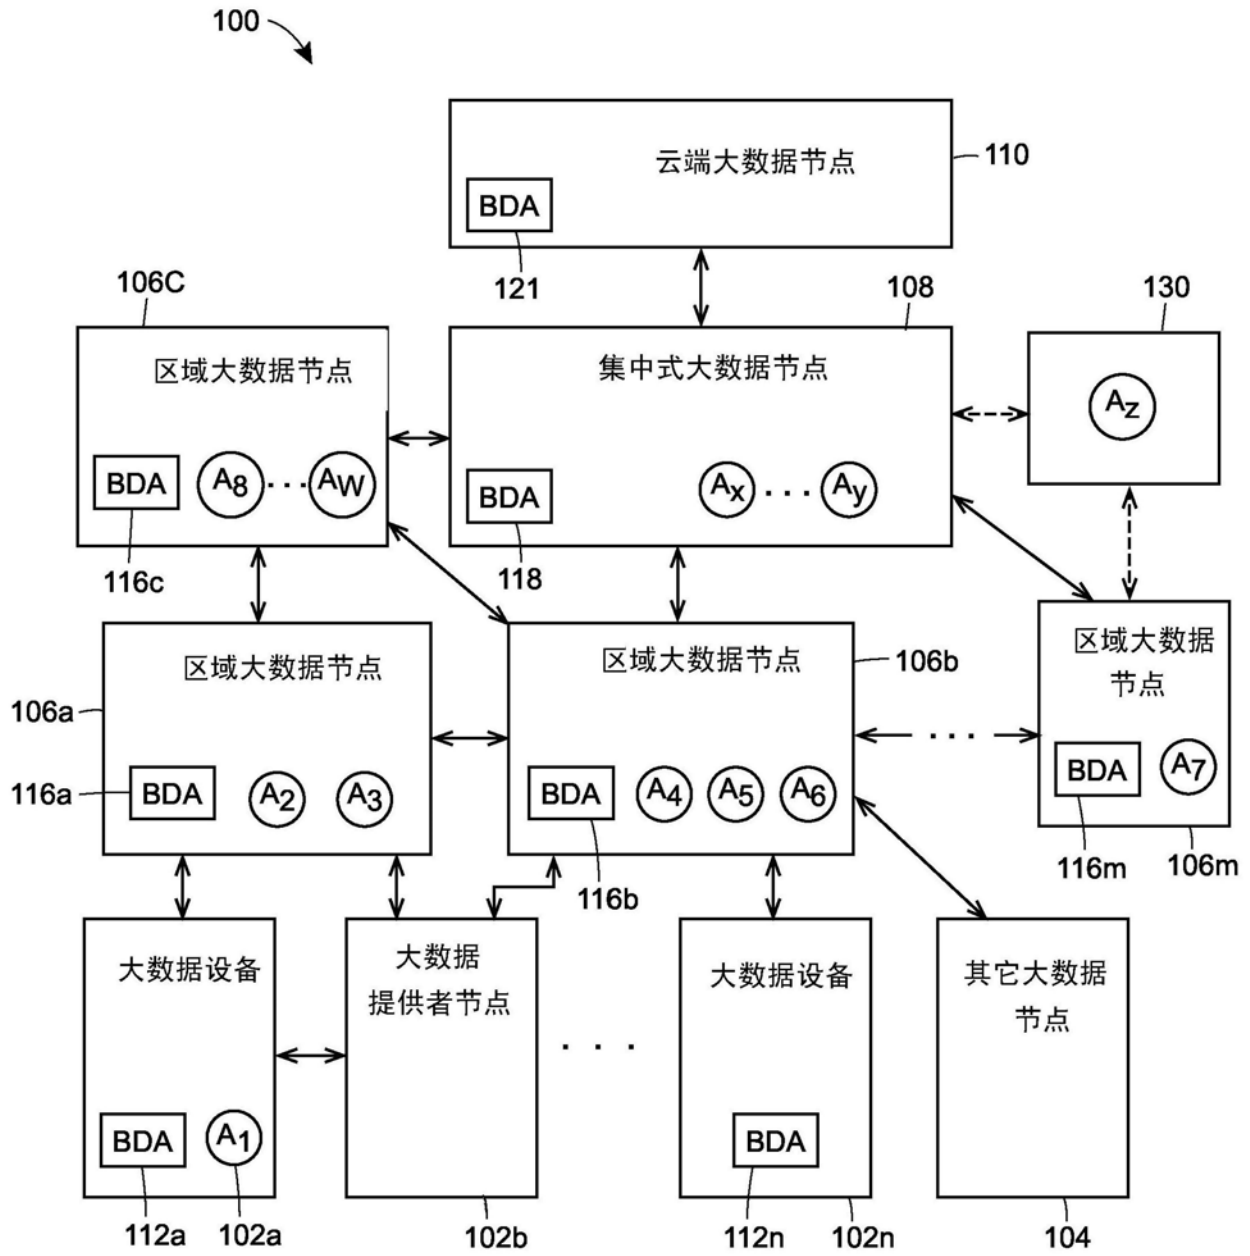 100
云端大数据节点
110
BDA
121
106C
108
130
区域大数据节点
集中式大数据节点
Az
BDA
A8
...
Aw
BDA
Ax
...
Ay
116c
118
区域大数据节点
区域大数据节点
106b
区域大数据
节点
106a
...
116a
BDA
A2
A3
BDA
A4
A5
A6
BDA
A7
116b
116m
106m
大数据设备
大数据
提供者节点
大数据设备
其它大数据
节点
...
BDA
A1
BDA
112a
102a
102b
112n
102n
104